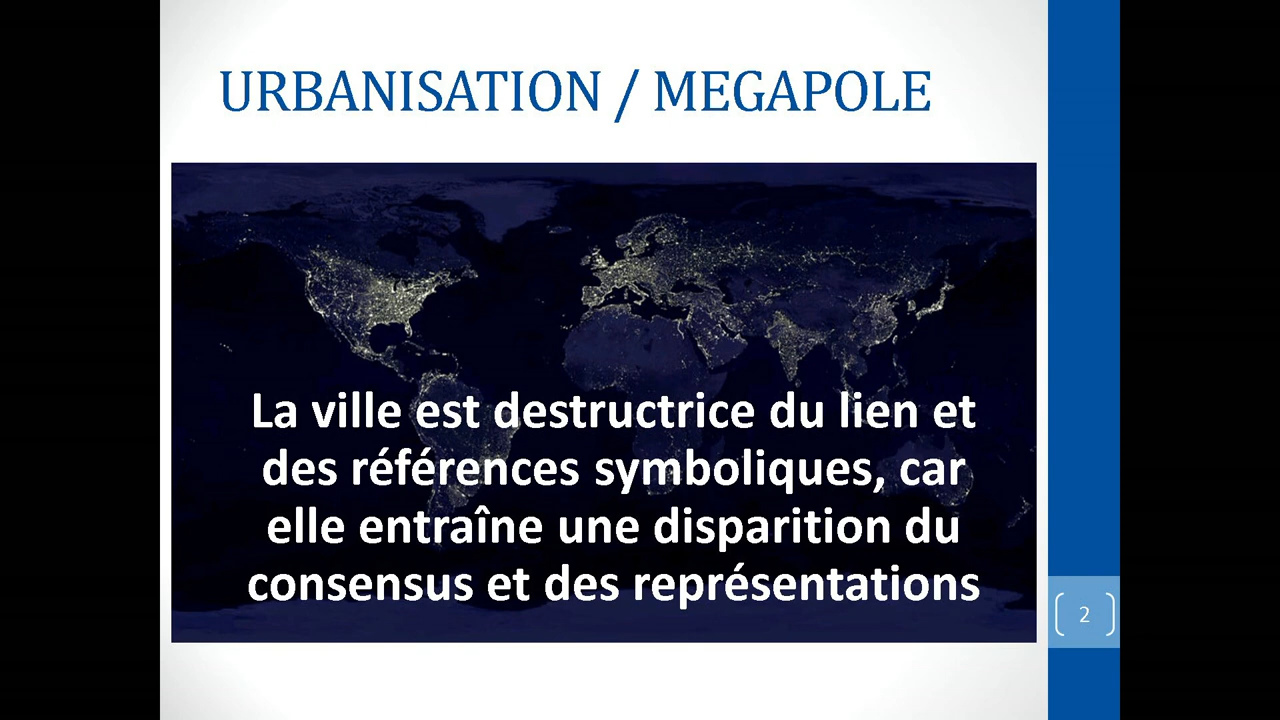 URBANISATION / MEGAPOLE
La ville est destructrice du lien et
des références symboliques, car
elle entraîne une disparition du
consensus et des représentations
2